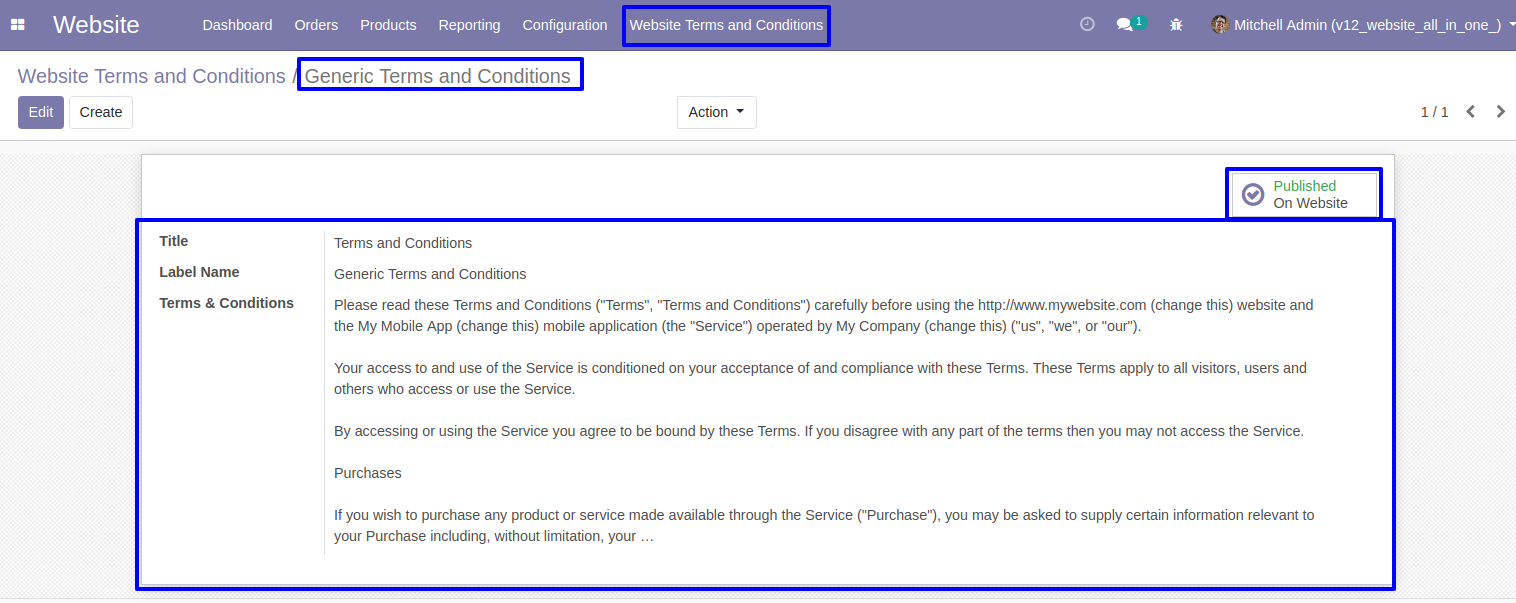 Website Dashboard Orders Products Reporting Configuration Website Terms and Conditions 1 Mitchell Admin (v12_website_all_in_one_)
Website Terms and Conditions / Generic Terms and Conditions
Edit Create Action 1 / 1
Published
On Website
Title Terms and Conditions
Label Name Generic Terms and Conditions
Terms & Conditions Please read these Terms and Conditions ("Terms", "Terms and Conditions") carefully before using the http://www.mywebsite.com (change this) website and
the My Mobile App (change this) mobile application (the "Service") operated by My Company (change this) ("us", "we", or "our").
Your access to and use of the Service is conditioned on your acceptance of and compliance with these Terms. These Terms apply to all visitors, users and
others who access or use the Service.
By accessing or using the Service you agree to be bound by these Terms. If you disagree with any part of the terms then you may not access the Service.
Purchases
If you wish to purchase any product or service made available through the Service ("Purchase"), you may be asked to supply certain information relevant to
your Purchase including, without limitation, your …